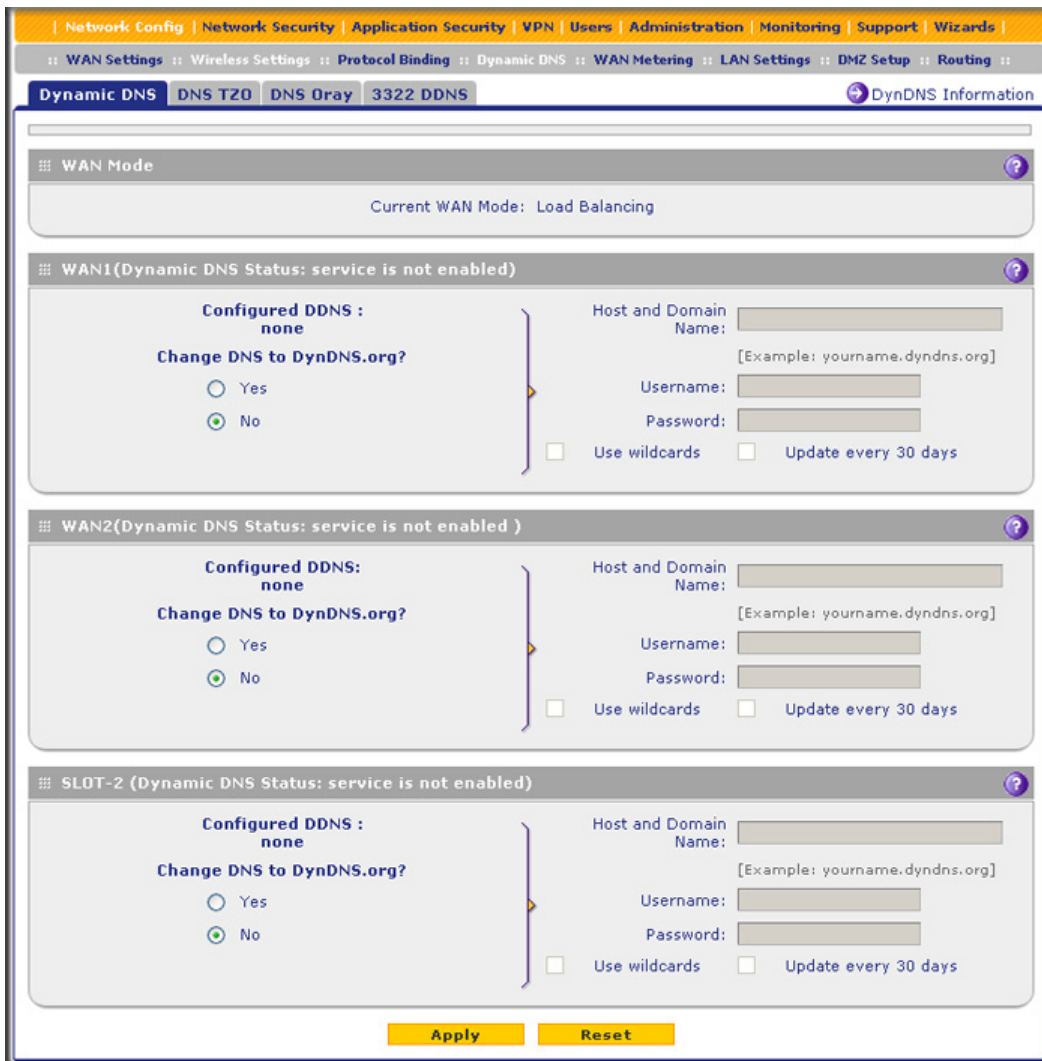 | Network Config | Network Security | Application Security | VPN | Users | Administration | Monitoring | Support | Wizards |
:: WAN Settings :: Wireless Settings :: Protocol Binding :: Dynamic DNS :: WAN Metering :: LAN Settings :: DMZ Setup :: Routing ::
Dynamic DNS DNS TZO DNS Oray 3322 DDNS DynDNS Information
WAN Mode ?
Current WAN Mode: Load Balancing
WAN1(Dynamic DNS Status: service is not enabled) ?
Configured DDNS :
none
Change DNS to DynDNS.org?
Yes
No
Host and Domain
Name:
[Example: yourname.dyndns.org]
Username:
Password:
Use wildcards Update every 30 days
WAN2(Dynamic DNS Status: service is not enabled ) ?
Configured DDNS:
none
Change DNS to DynDNS.org?
Yes
No
Host and Domain
Name:
[Example: yourname.dyndns.org]
Username:
Password:
Use wildcards Update every 30 days
SLOT-2 (Dynamic DNS Status: service is not enabled) ?
Configured DDNS :
none
Change DNS to DynDNS.org?
Yes
No
Host and Domain
Name:
[Example: yourname.dyndns.org]
Username:
Password:
Use wildcards Update every 30 days
Apply Reset